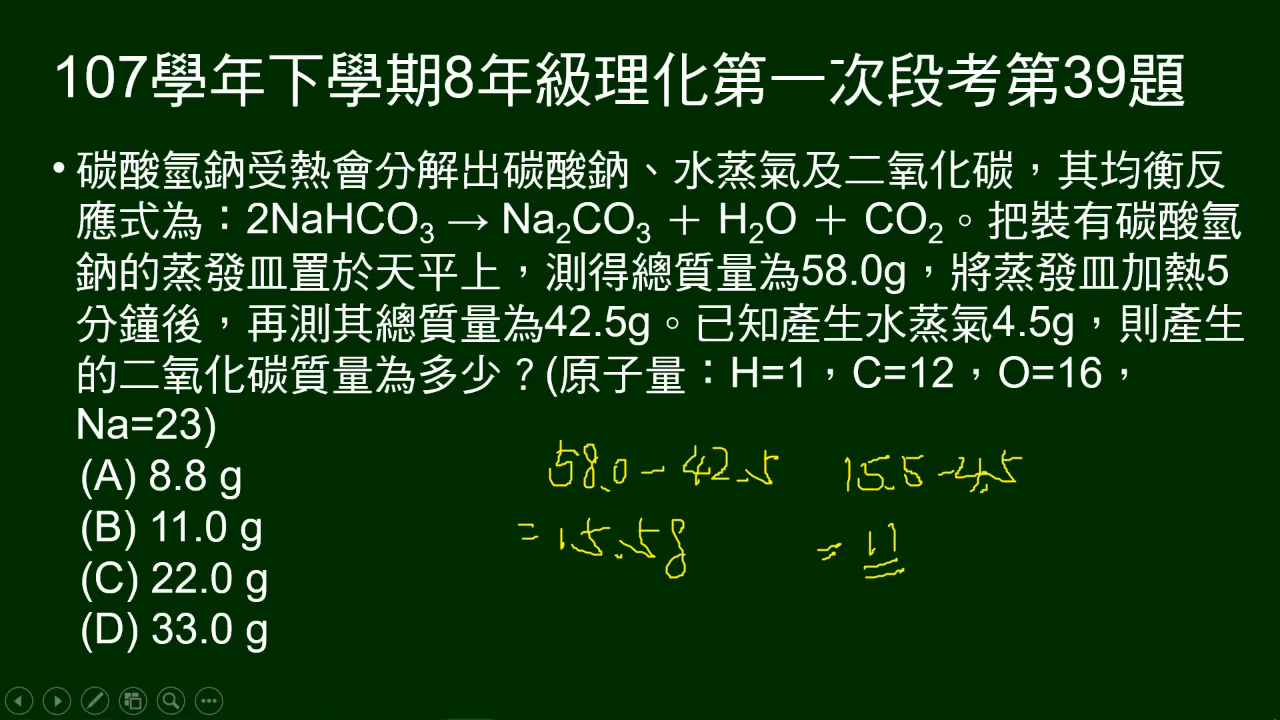 107學年下學期8年級理化第一次段考第39題
• 碳酸氫鈉受熱會分解出碳酸鈉、水蒸氣及二氧化碳，其均衡反
應式為：2NaHCO₃ → Na₂CO₃ ＋ H₂O ＋ CO₂。把裝有碳酸氫
鈉的蒸發皿置於天平上，測得總質量為58.0g，將蒸發皿加熱5
分鐘後，再測其總質量為42.5g。已知產生水蒸氣4.5g，則產生
的二氧化碳質量為多少？(原子量：H=1，C=12，O=16，
Na=23)
(A) 8.8 g
(B) 11.0 g
(C) 22.0 g
(D) 33.0 g
58.0 - 42.5
= 15.5g
15.5 - 4.5
= 11